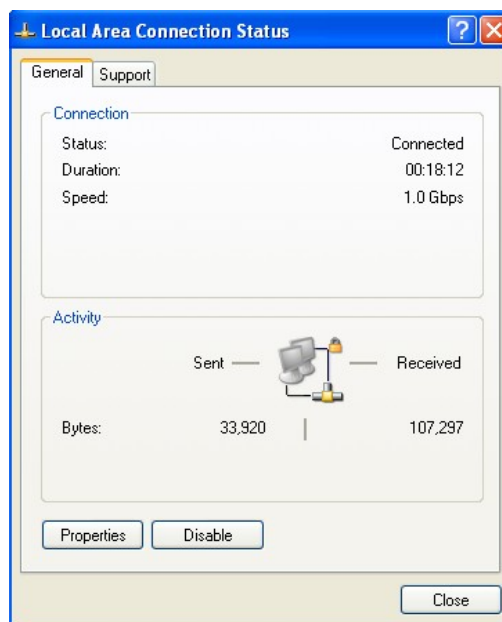 Local Area Connection Status
General Support
Connection
Status: Connected
Duration: 00:18:12
Speed: 1.0 Gbps
Activity
Sent Received
Bytes: 33,920 107,297
Properties Disable
Close